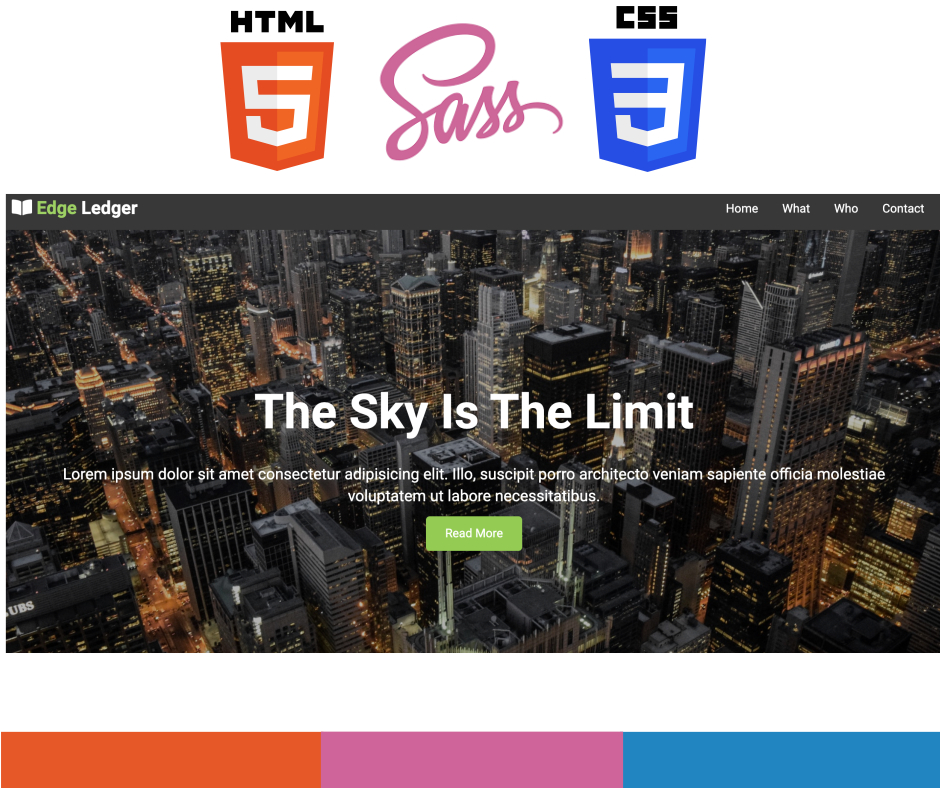 HTML
CSS
5
Sass
3
Edge Ledger
Home What Who Contact
The Sky Is The Limit
Lorem ipsum dolor sit amet consectetur adipisicing elit. Illo, suscipit porro architecto veniam sapiente officia molestiae
voluptatem ut labore necessitatibus.
Read More
UBS